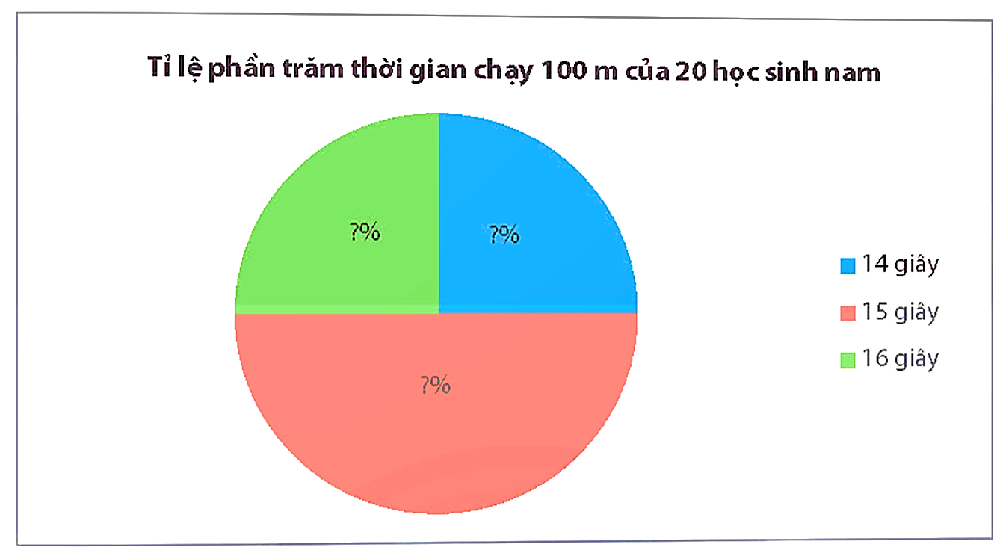 Tỉ lệ phần trăm thời gian chạy 100 m của 20 học sinh nam
?%
?%
?%
14 giây
15 giây
16 giây